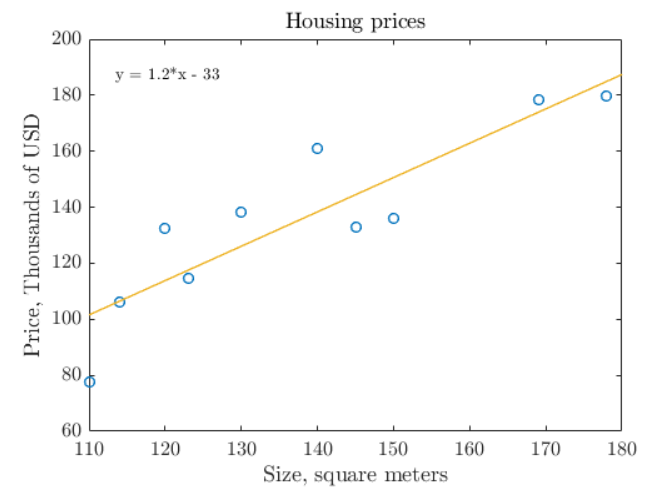 Housing prices
200
y = 1.2*x - 33
180
160
140
120
100
80
60
Price, Thousands of USD
110 120 130 140 150 160 170 180
Size, square meters